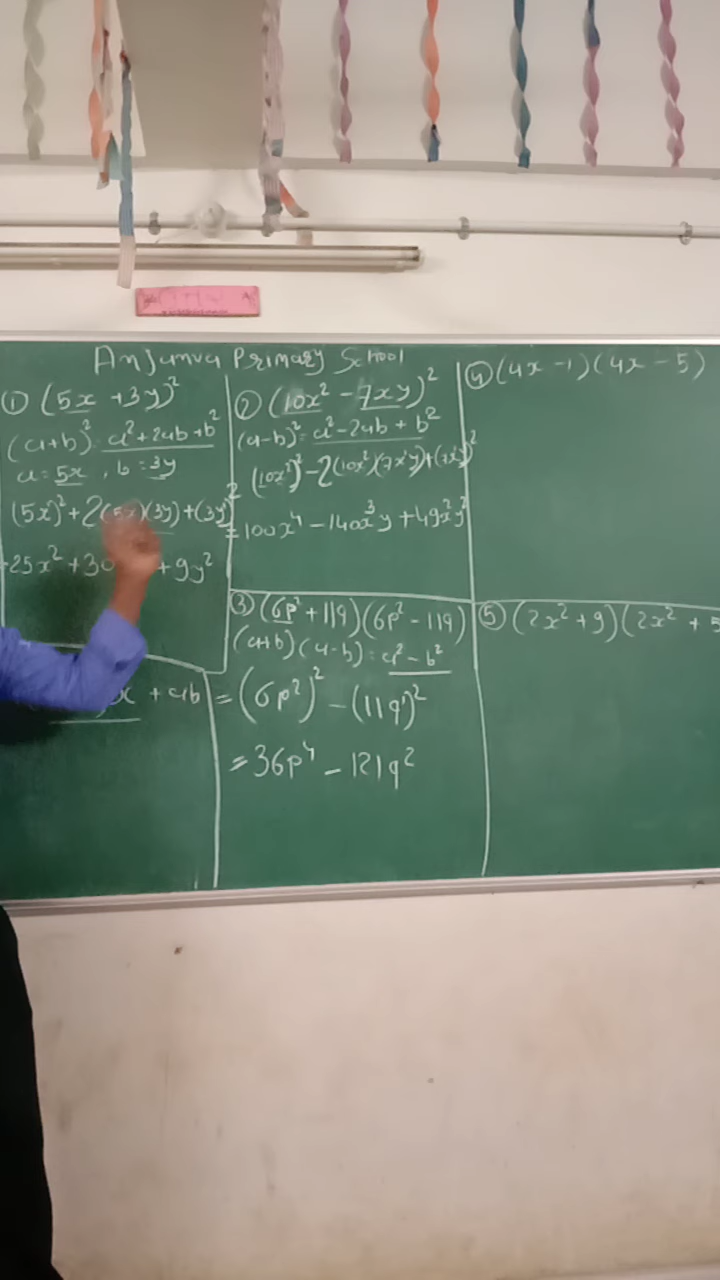 Anjanva Primary School
① (5x + 3y)²
(a+b)² = a²+2ab+b²
a = 5x , b = 3y
(5x)² + 2(5x)(3y) + (3y)²
25x² + 30 + 9y²
x + ab
② (10x² - 7xy)²
(a-b)² = a² - 2ab + b²
(10x²)² - 2(10x²)(7xy) + (7xy)²
= 100x⁴ - 140x³y + 49x²y²
③ (6p² + 11q)(6p² - 11q)
(a+b)(a-b) = a² - b²
= (6p²)² - (11q)²
= 36p⁴ - 121q²
④ (4x - 1)(4x - 5)
⑤ (2x² + 9)(2x² + 5